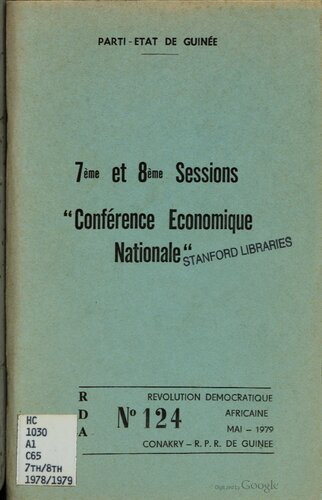 PARTI-ETAT DE GUINÉE
7ème et 8ème Sessions
"Conférence Economique
Nationale"
STANFORD LIBRARIES
R D A
N° 124
REVOLUTION DEMOCRATIQUE
AFRICAINE
MAI - 1979
CONAKRY - R. P. R. DE GUINEE
HC
1030
A1
C65
7TH/8TH
1978/1979
Digitized by Google